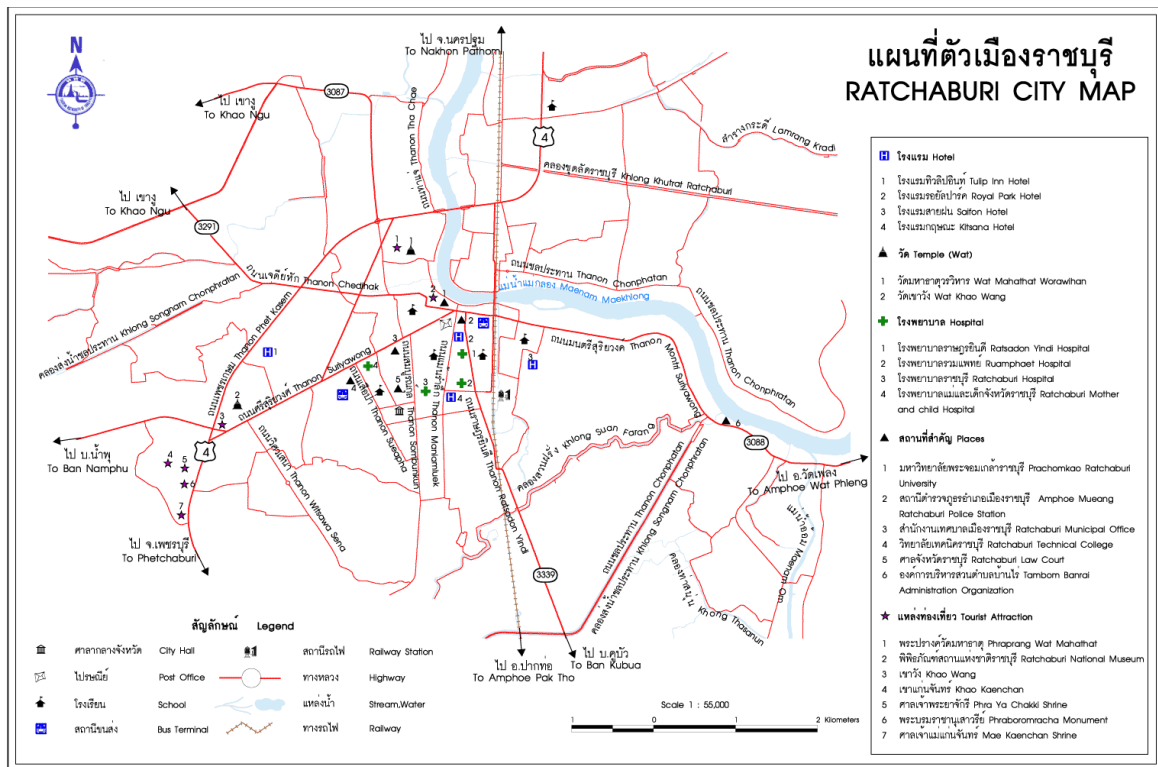 แผนที่ตัวเมืองราชบุรี
RATCHABURI CITY MAP
N
ไป จ.นครปฐม
To Nakhon Pathom
ไป เขางู
To Khao Ngu
3087
4
ถนนท่าแจ่ Thanon Tha Chae
สำรางกระดี่ Lamrang Kradi
คลองขุดลัดราชบุรี Khlong Khutrat Ratchaburi
ไป เขางู
To Khao Ngu
3291
ถนนเจดีย์หัก Thanon Chedihak
ถนนชลประทาน Thanon Chonphatan
แม่น้ำแม่กลอง Maenam Maekhlong
คลองส่งน้ำชลประทาน Khlong Songnam Chonphratan
ถนนเพชรเกษม Thanon Phet Kasem
ถนนศรีสุริยวงศ์ Thanon Suriyawong
ถนนมนตรีสุริยวงศ์ Thanon Montri Suriyawong
ถนนชลประทาน Thanon Chonphratan
Thanon Sueapha
ถนนสมบูรณ์กุล Thanon Sombunkun
Thanon Maniamluek
ถนนราษฎรยินดี Thanon Ratsadon Yindi
คลองสวนฝรั่ง Khlong Suan Farang
ถนนวิศวเสนา Thanon Witsawa Sena
ถนนชลประทาน Thanon Chonphatan
คลองส่งน้ำชลประทาน Khlong Songnam Chonphratan
Khong Thasanun
แม่น้ำอ้อม Maenam Om
ไป บ.น้ำพุ
To Ban Namphu
4
3088
ไป อ.วัดเพลง
To Amphoe Wat Phleng
ไป จ.เพชรบุรี
To Phetchaburi
3339
ไป อ.ปากท่อ
To Amphoe Pak Tho
ไป บ.คูบัว
To Ban Kubua
H โรงแรม Hotel
1 โรงแรมทิวลิปอินท์ Tulip Inn Hotel
2 โรงแรมรอยัลปาร์ค Royal Park Hotel
3 โรงแรมสายฝน Saifon Hotel
4 โรงแรมกฤษณะ Kitsana Hotel
วัด Temple (Wat)
1 วัดมหาธาตุวรวิหาร Wat Mahathat Worawihan
2 วัดเขาวัง Wat Khao Wang
โรงพยาบาล Hospital
1 โรงพยาบาลราษฎรยินดี Ratsadon Yindi Hospital
2 โรงพยาบาลรวมแพทย์ Ruamphaet Hospital
3 โรงพยาบาลราชบุรี Ratchaburi Hospital
4 โรงพยาบาลแม่และเด็กจังหวัดราชบุรี Ratchaburi Mother
and child Hospital
สถานที่สำคัญ Places
1 มหาวิทยาลัยพระจอมเกล้าราชบุรี Prachomkao Ratchaburi
University
2 สถานีตำรวจภูธรอำเภอเมืองราชบุรี Amphoe Mueang
Ratchaburi Police Station
3 สำนักงานเทศบาลเมืองราชบุรี Ratchaburi Municipal Office
4 วิทยาลัยเทคนิคราชบุรี Ratchaburi Technical College
5 ศาลจังหวัดราชบุรี Ratchaburi Law Court
6 องค์การบริหารส่วนตำบลบ้านไร่ Tambom Banrai
Administration Organization
แหล่งท่องเที่ยว Tourist Attraction
1 พระปรางค์วัดมหาธาตุ Phraprang Wat Mahathat
2 พิพิธภัณฑ์สถานแห่งชาติราชบุรี Ratchaburi National Museum
3 เขาวัง Khao Wang
4 เขาแก่นจันทร์ Khao Kaenchan
5 ศาลเจ้าพระยาจักรี Phra Ya Chakki Shrine
6 พระบรมราชานุเสาวรีย์ Phraboromracha Monument
7 ศาลเจ้าแม่แก่นจันทร์ Mae Kaenchan Shrine
สัญลักษณ์ Legend
ศาลากลางจังหวัด City Hall
ไปรษณีย์ Post Office
โรงเรียน School
สถานีขนส่ง Bus Terminal
สถานีรถไฟ Railway Station
ทางหลวง Highway
แหล่งน้ำ Stream,Water
ทางรถไฟ Railway
Scale 1 : 55,000
1 0 1 2 Kilometers